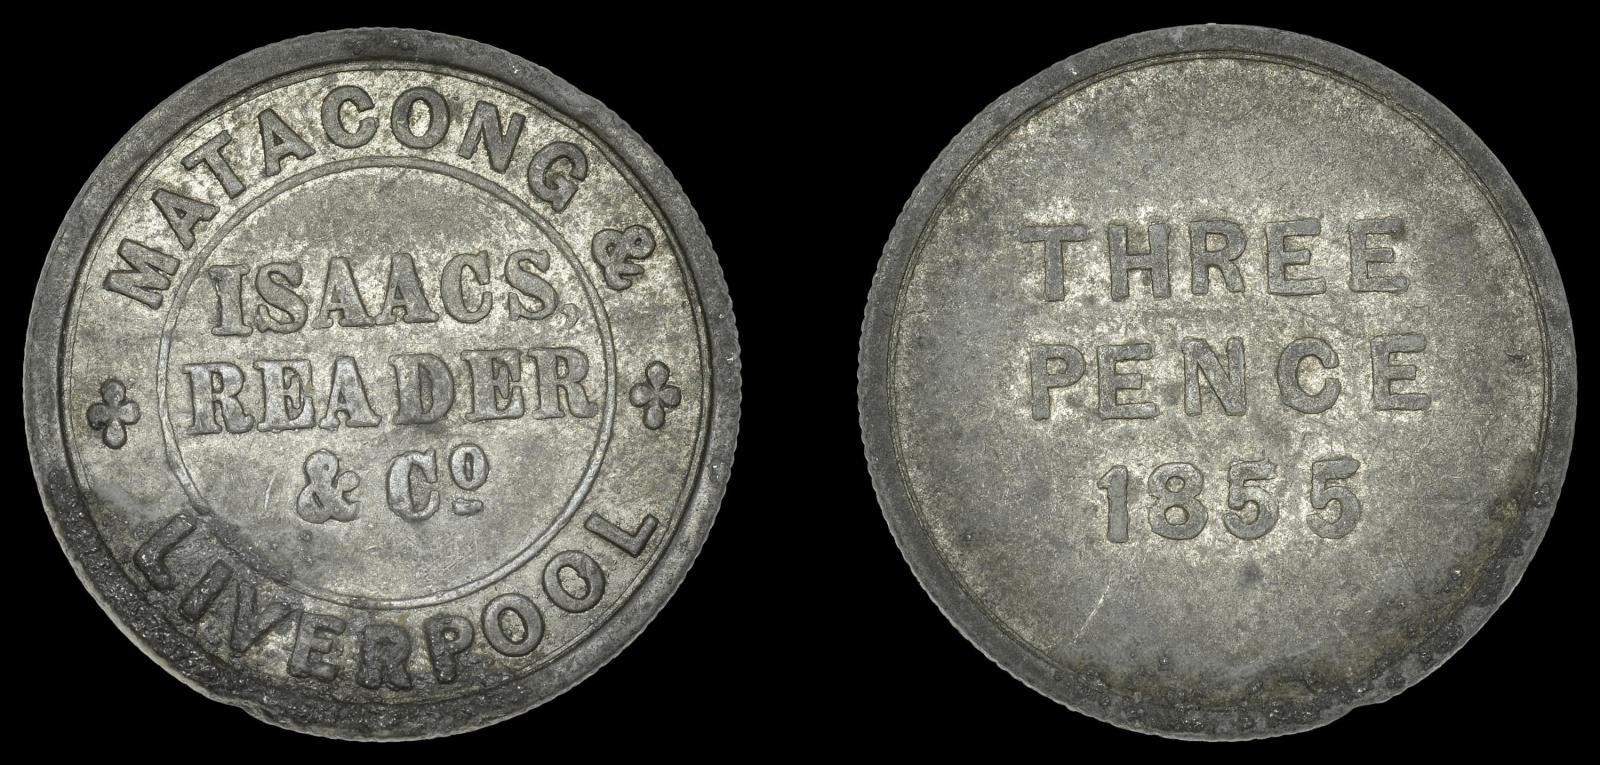 MATACONG &
ISAACS,
READER
& Cº
LIVERPOOL
THREE
PENCE
1855